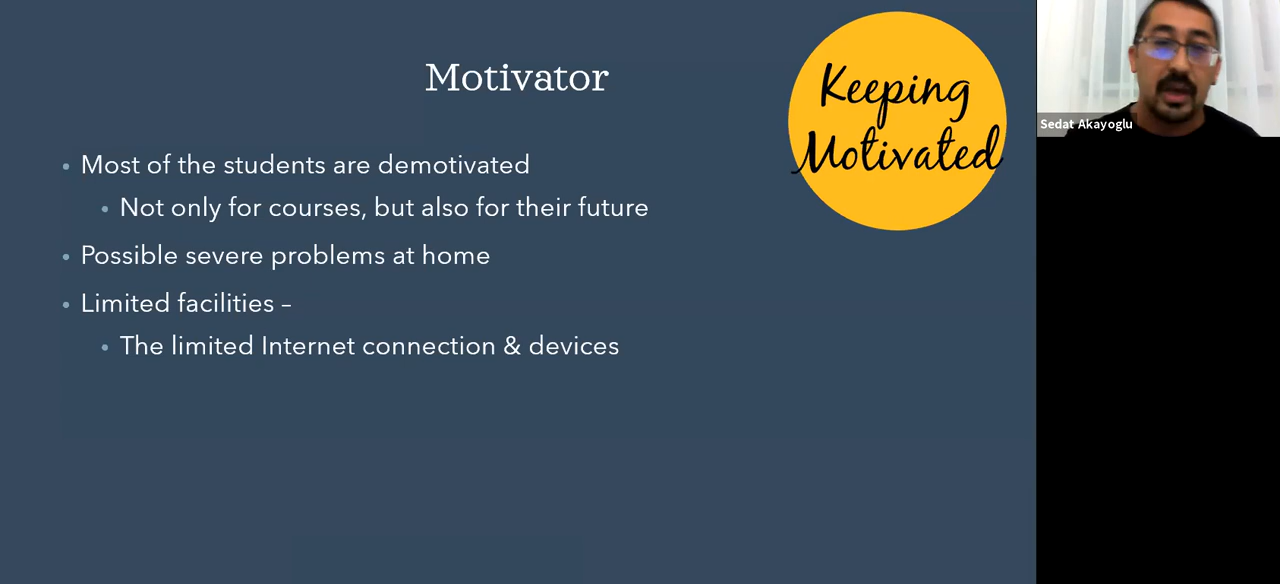 Motivator
Keeping
Motivated
Sedat Akayoglu
• Most of the students are demotivated
• Not only for courses, but also for their future
• Possible severe problems at home
• Limited facilities –
• The limited Internet connection & devices